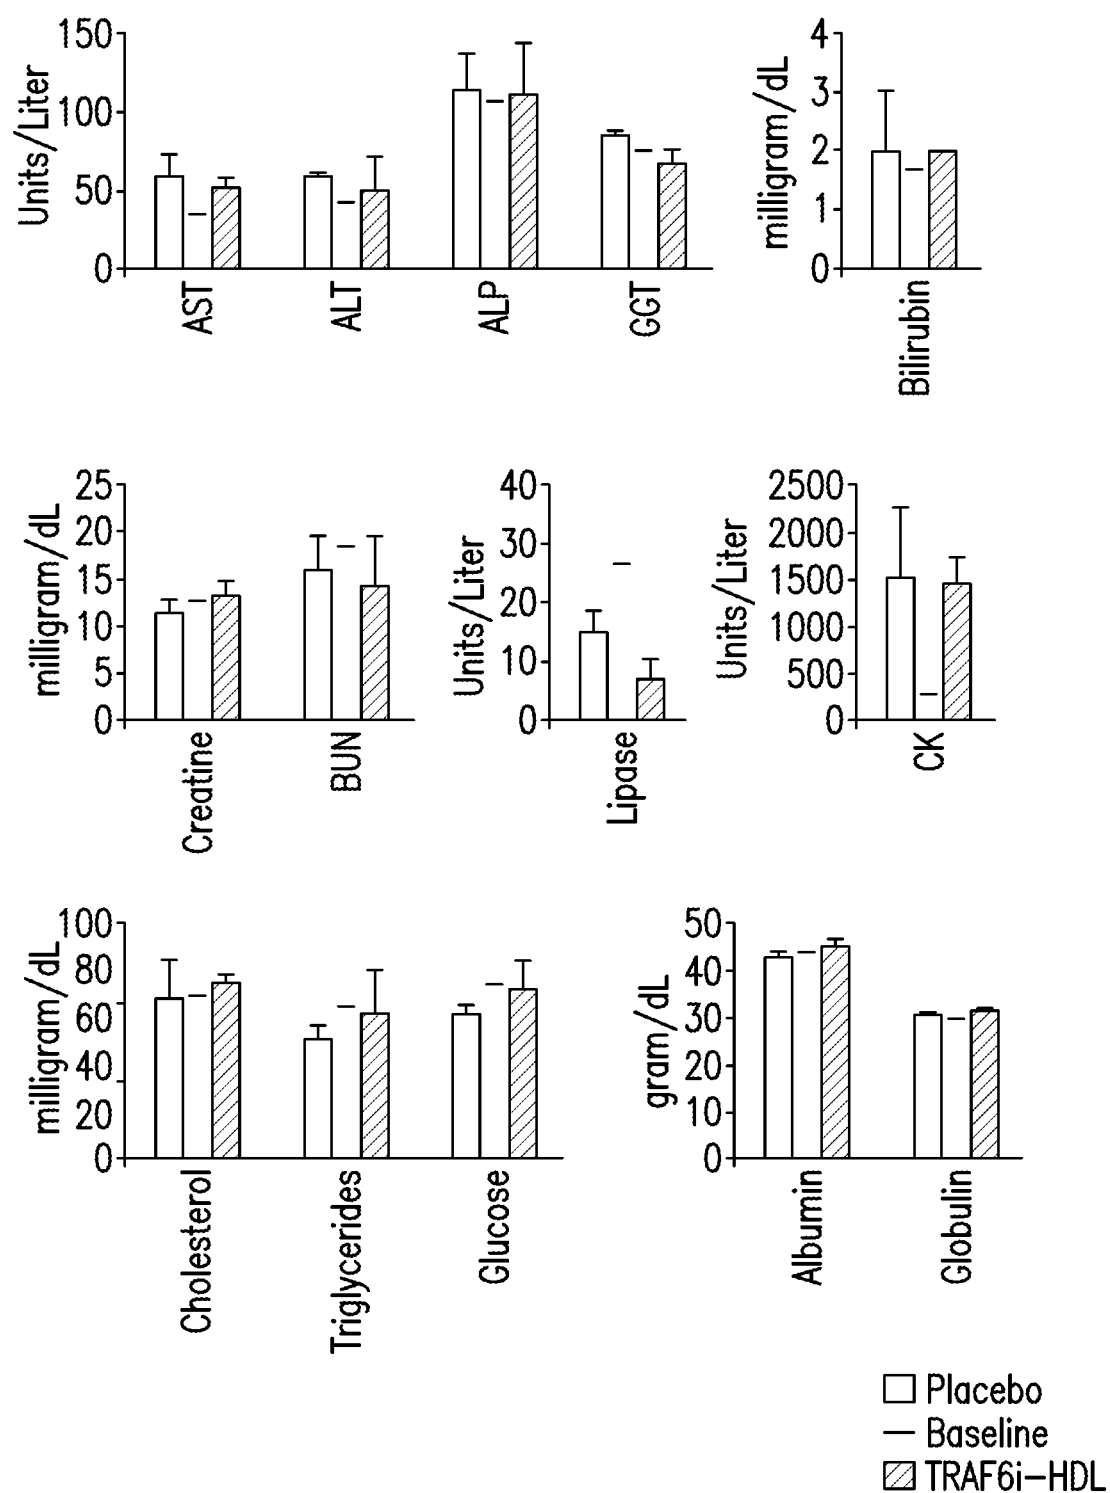 150
100
50
0
Units/Liter
AST
ALT
ALP
GGT
4
3
2
1
0
milligram/dL
Bilirubin
25
20
15
10
5
0
milligram/dL
Creatine
BUN
40
30
20
10
0
Units/Liter
Lipase
2500
2000
1500
1000
500
0
Units/Liter
CK
100
80
60
40
20
0
milligram/dL
Cholesterol
Triglycerides
Glucose
50
40
30
20
10
0
gram/dL
Albumin
Globulin
Placebo
Baseline
TRAF6i-HDL